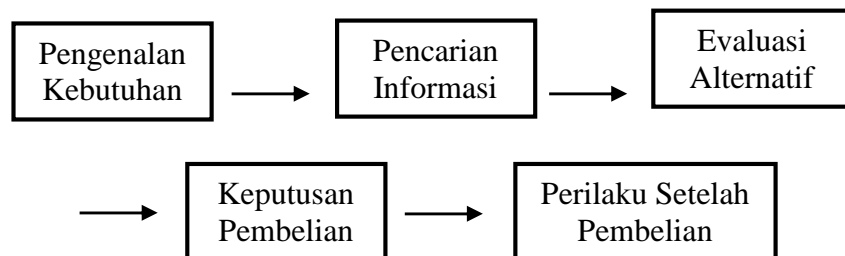 Pengenalan
Kebutuhan
Pencarian
Informasi
Evaluasi
Alternatif
Keputusan
Pembelian
Perilaku Setelah
Pembelian